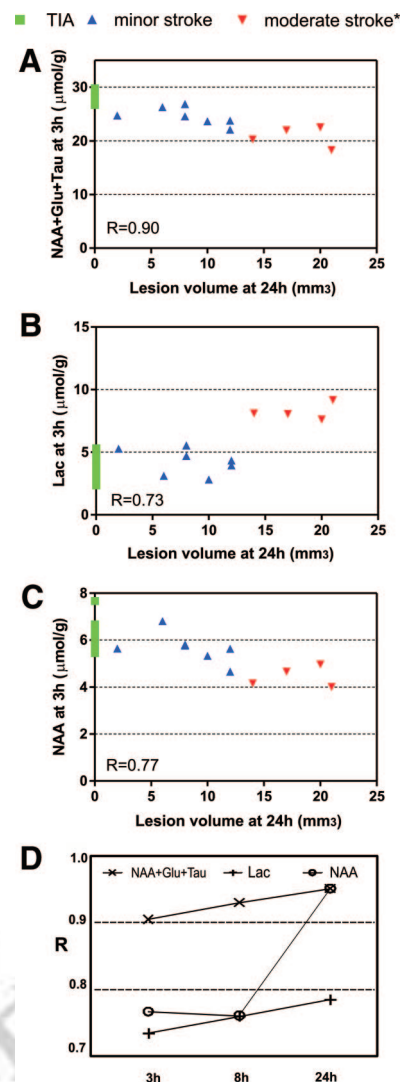 TIA minor stroke moderate stroke*
A
NAA+Glu+Tau at 3h (μmol/g)
30
20
10
0
R=0.90
0 5 10 15 20 25
Lesion volume at 24h (mm3)
B
Lac at 3h (μmol/g)
15
10
5
0
R=0.73
0 5 10 15 20 25
Lesion volume at 24h (mm3)
C
NAA at 3h (μmol/g)
8
6
4
2
0
R=0.77
0 5 10 15 20 25
Lesion volume at 24h (mm3)
D
1.0
NAA+Glu+Tau Lac NAA
0.9
R
0.8
0.7
3h 8h 24h